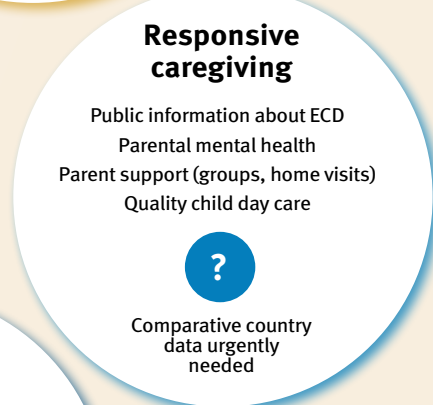 Responsive
caregiving
Public information about ECD
Parental mental health
Parent support (groups, home visits)
Quality child day care
?
Comparative country
data urgently
needed